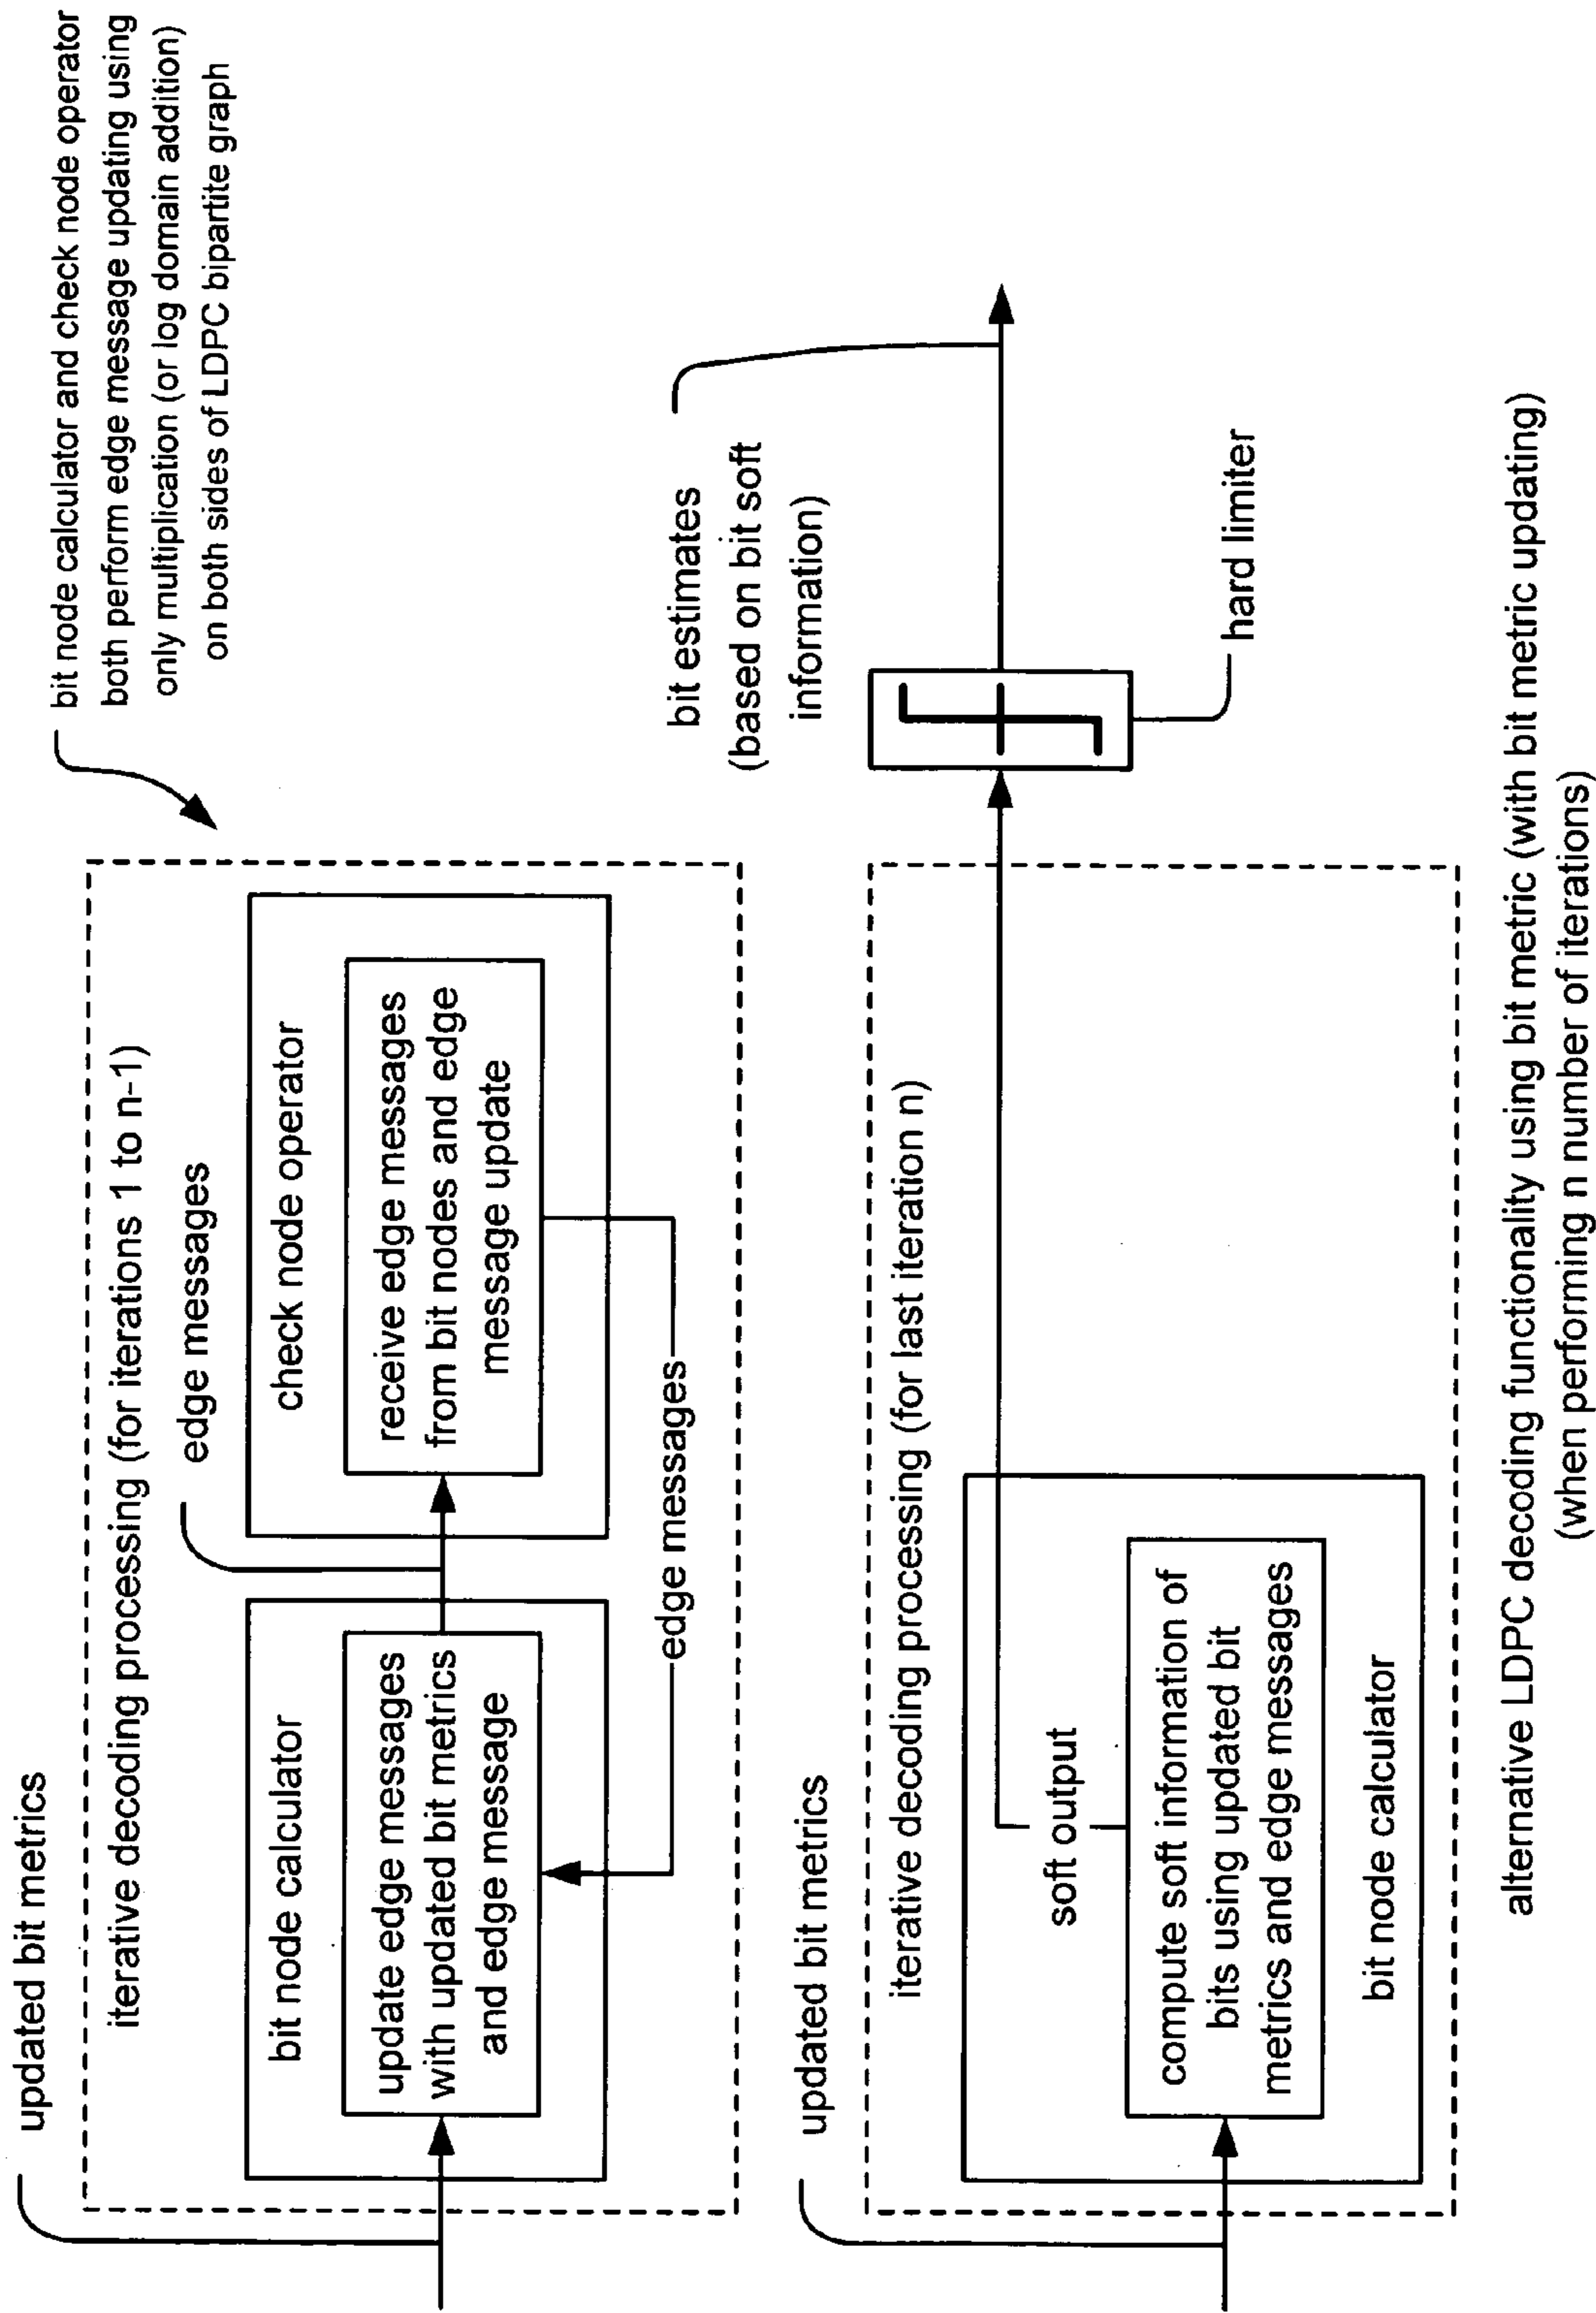 bit node calculator and check node operator
both perform edge message updating using
only multiplication (or log domain addition)
on both sides of LDPC bipartite graph
updated bit metrics
iterative decoding processing (for iterations 1 to n-1)
edge messages
bit node calculator
update edge messages
with updated bit metrics
and edge message
check node operator
receive edge messages
from bit nodes and edge
message update
edge messages
updated bit metrics
iterative decoding processing (for last iteration n)
soft output
compute soft information of
bits using updated bit
metrics and edge messages
bit node calculator
bit estimates
(based on bit soft
information)
hard limiter
alternative LDPC decoding functionality using bit metric (with bit metric updating)
(when performing n number of iterations)